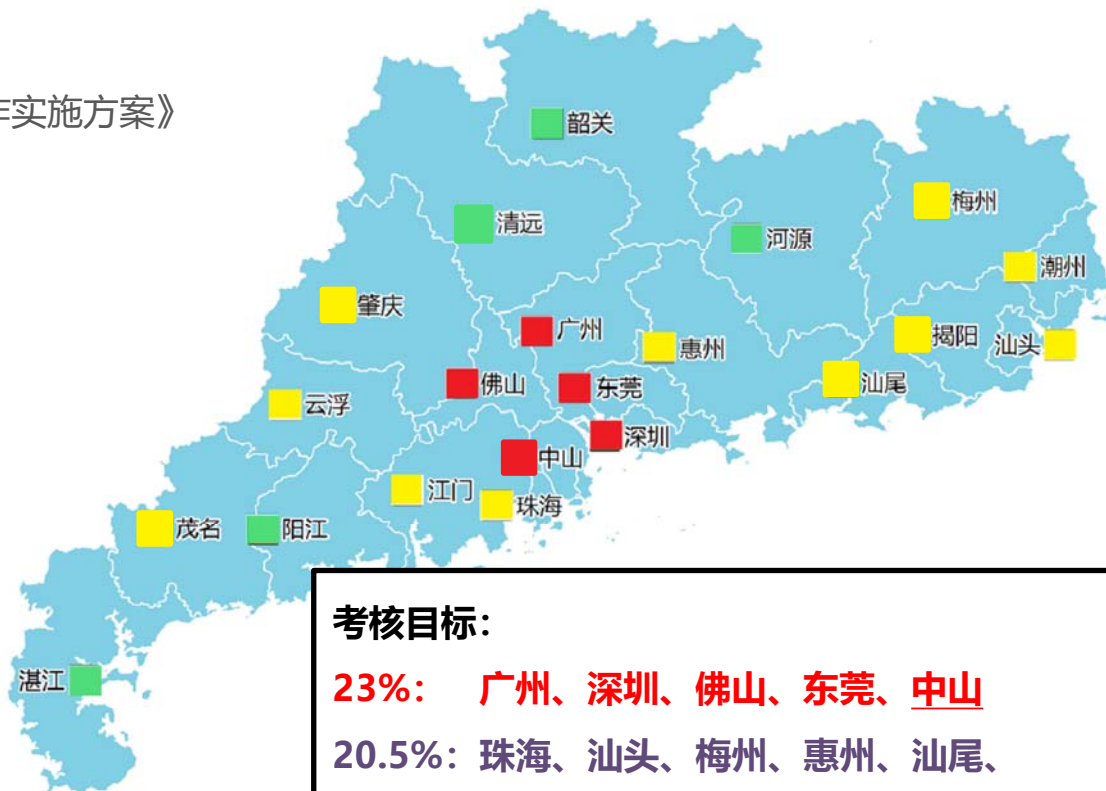 作实施方案》
韶关
梅州
清远
河源
潮州
肇庆
广州
揭阳
汕头
惠州
佛山
东莞
汕尾
云浮
深圳
中山
江门
珠海
茂名
阳江
湛江
考核目标：
23%： 广州、深圳、佛山、东莞、中山
20.5%：珠海、汕头、梅州、惠州、汕尾、